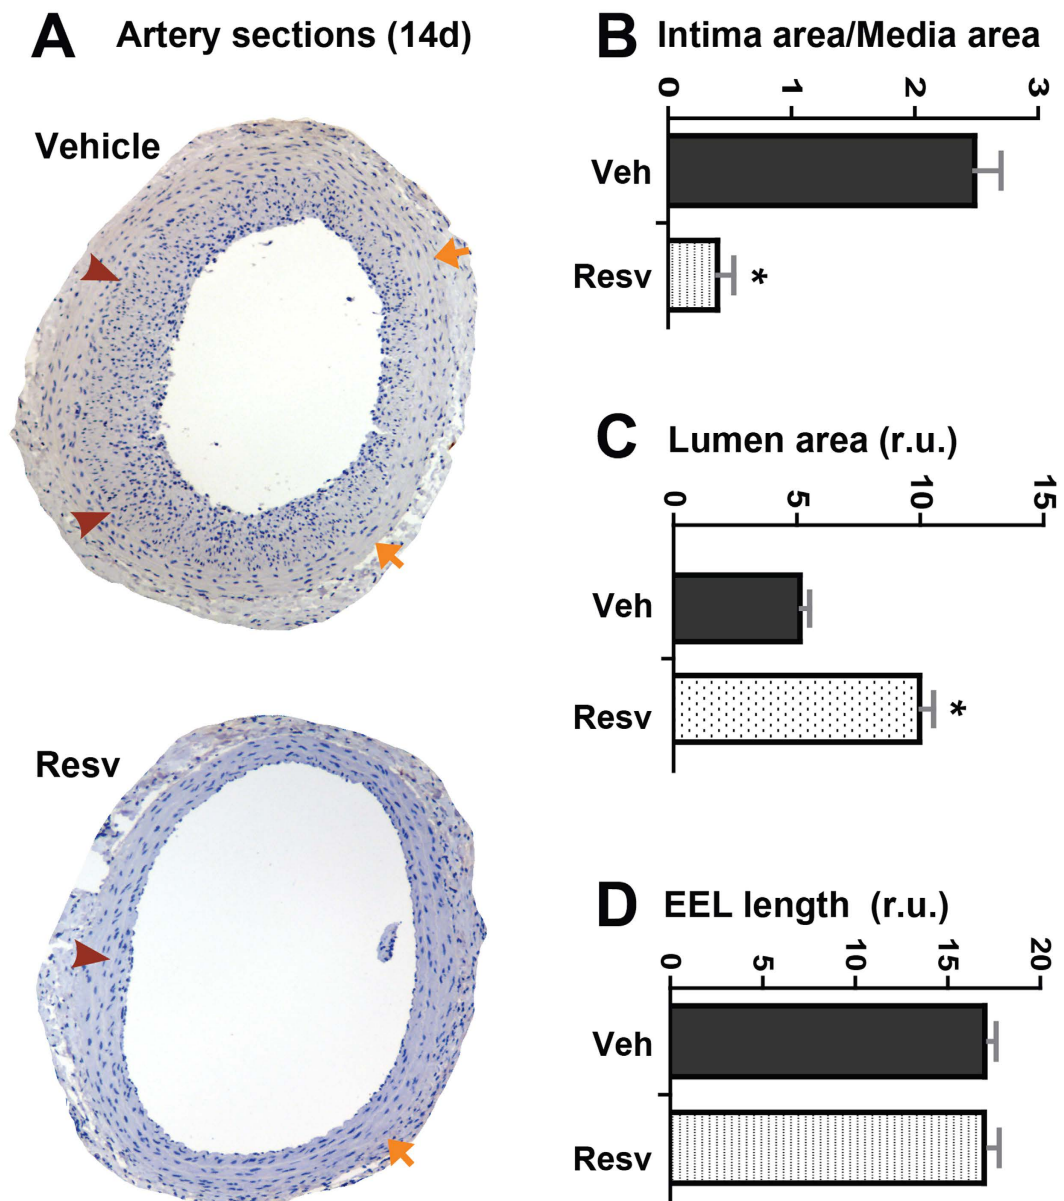 A Artery sections (14d)
Vehicle
Resv
B Intima area/Media area
0 1 2 3
Veh
Resv *
C Lumen area (r.u.)
0 5 10 15
Veh
Resv *
D EEL length (r.u.)
0 5 10 15 20
Veh
Resv